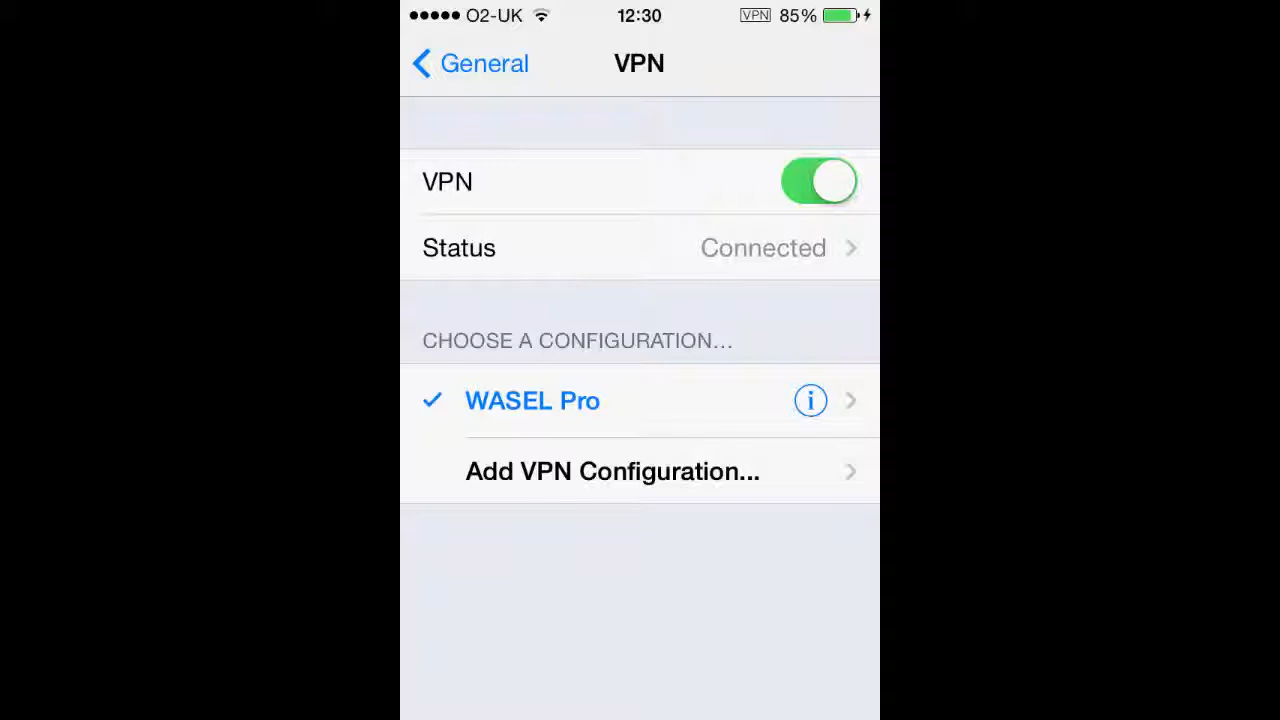 O2-UK 12:30 VPN 85%
General VPN
VPN
Status Connected
CHOOSE A CONFIGURATION...
WASEL Pro i
Add VPN Configuration...